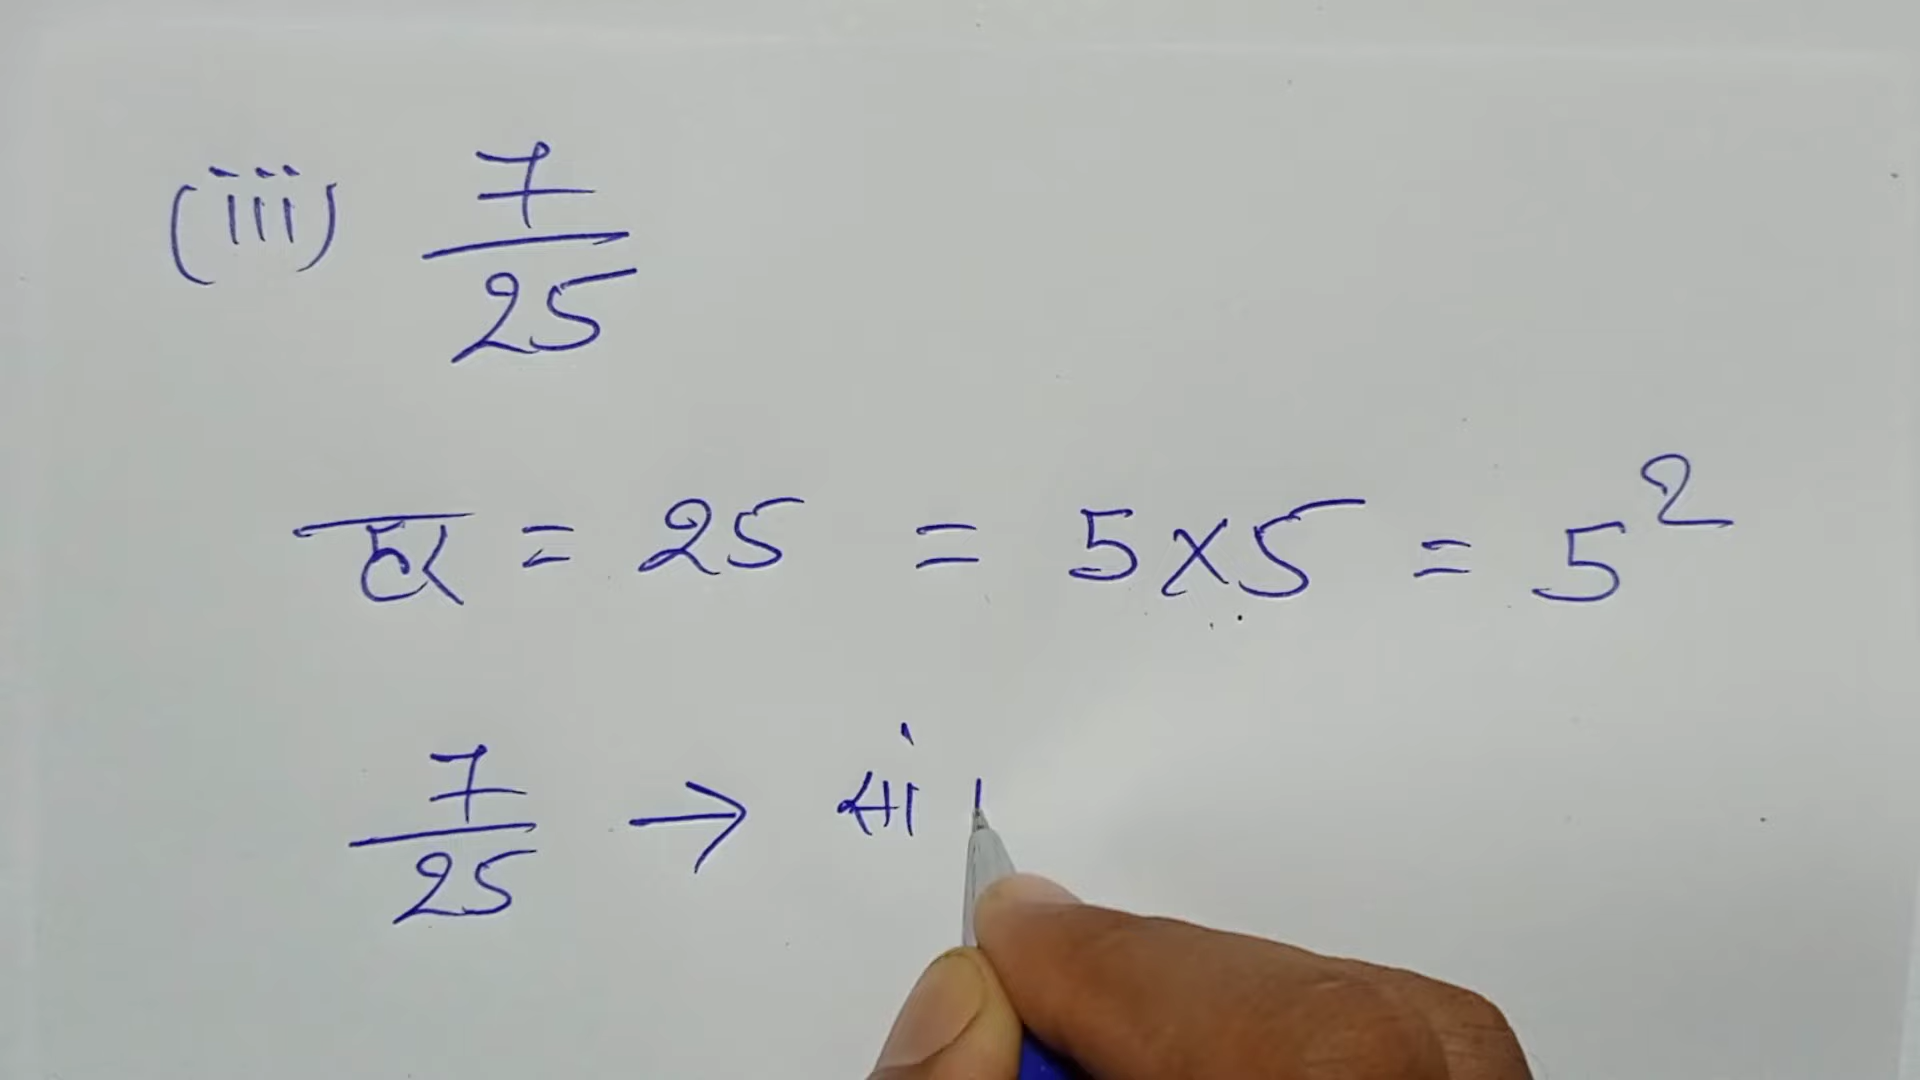 (iii) 7/25
हर = 25 = 5×5 = 5²
7/25 → सां